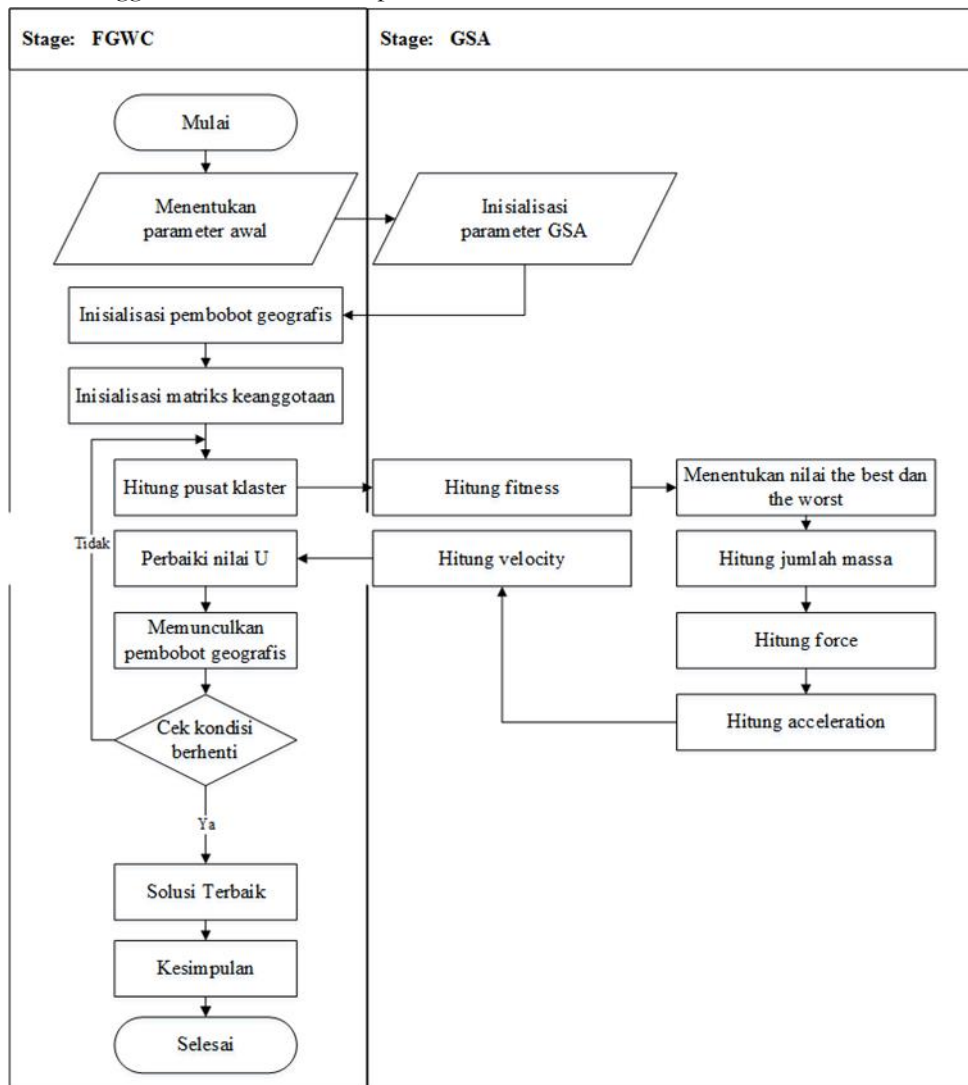 Stage: FGWC
Stage: GSA
Mulai
Menentukan
parameter awal
Inisialisasi
parameter GSA
Inisialisasi pembobot geografis
Inisialisasi matriks keanggotaan
Hitung pusat klaster
Hitung fitness
Menentukan nilai the best dan
the worst
Tidak
Perbaiki nilai U
Hitung velocity
Hitung jumlah massa
Memunculkan
pembobot geografis
Hitung force
Cek kondisi
berhenti
Hitung acceleration
Ya
Solusi Terbaik
Kesimpulan
Selesai